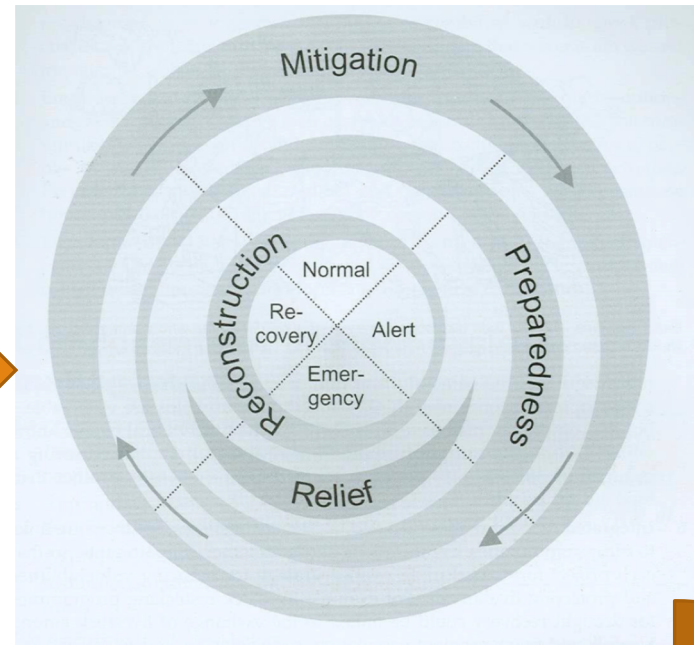 Mitigation
Preparedness
Reconstruction
Relief
Normal
Re-
covery
Alert
Emer-
gency